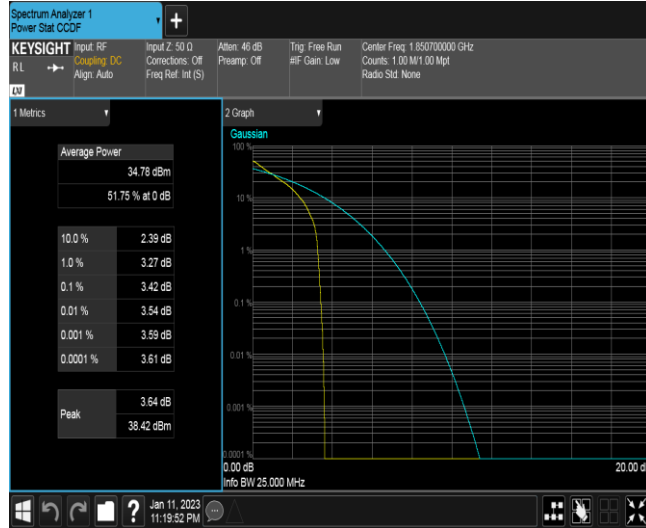 Spectrum Analyzer 1
Power Stat CCDF
KEYSIGHT
Input: RF
Coupling: DC
Align: Auto
Input Z: 50 Ω
Corrections: Off
Freq Ref: Int (S)
Atten: 46 dB
Preamp: Off
Trig: Free Run
#IF Gain: Low
Center Freq: 1.850700000 GHz
Counts: 1.00 M/1.00 Mpt
Radio Std: None
RL
LXI
1 Metrics
Average Power
34.78 dBm
51.75 % at 0 dB
10.0 % 2.39 dB
1.0 % 3.27 dB
0.1 % 3.42 dB
0.01 % 3.54 dB
0.001 % 3.59 dB
0.0001 % 3.61 dB
Peak
3.64 dB
38.42 dBm
2 Graph
Gaussian
100 %
10 %
1 %
0.1 %
0.01 %
0.001 %
0.0001 %
0.00 dB
20.00 d
Info BW 25.000 MHz
Jan 11, 2023
11:19:52 PM